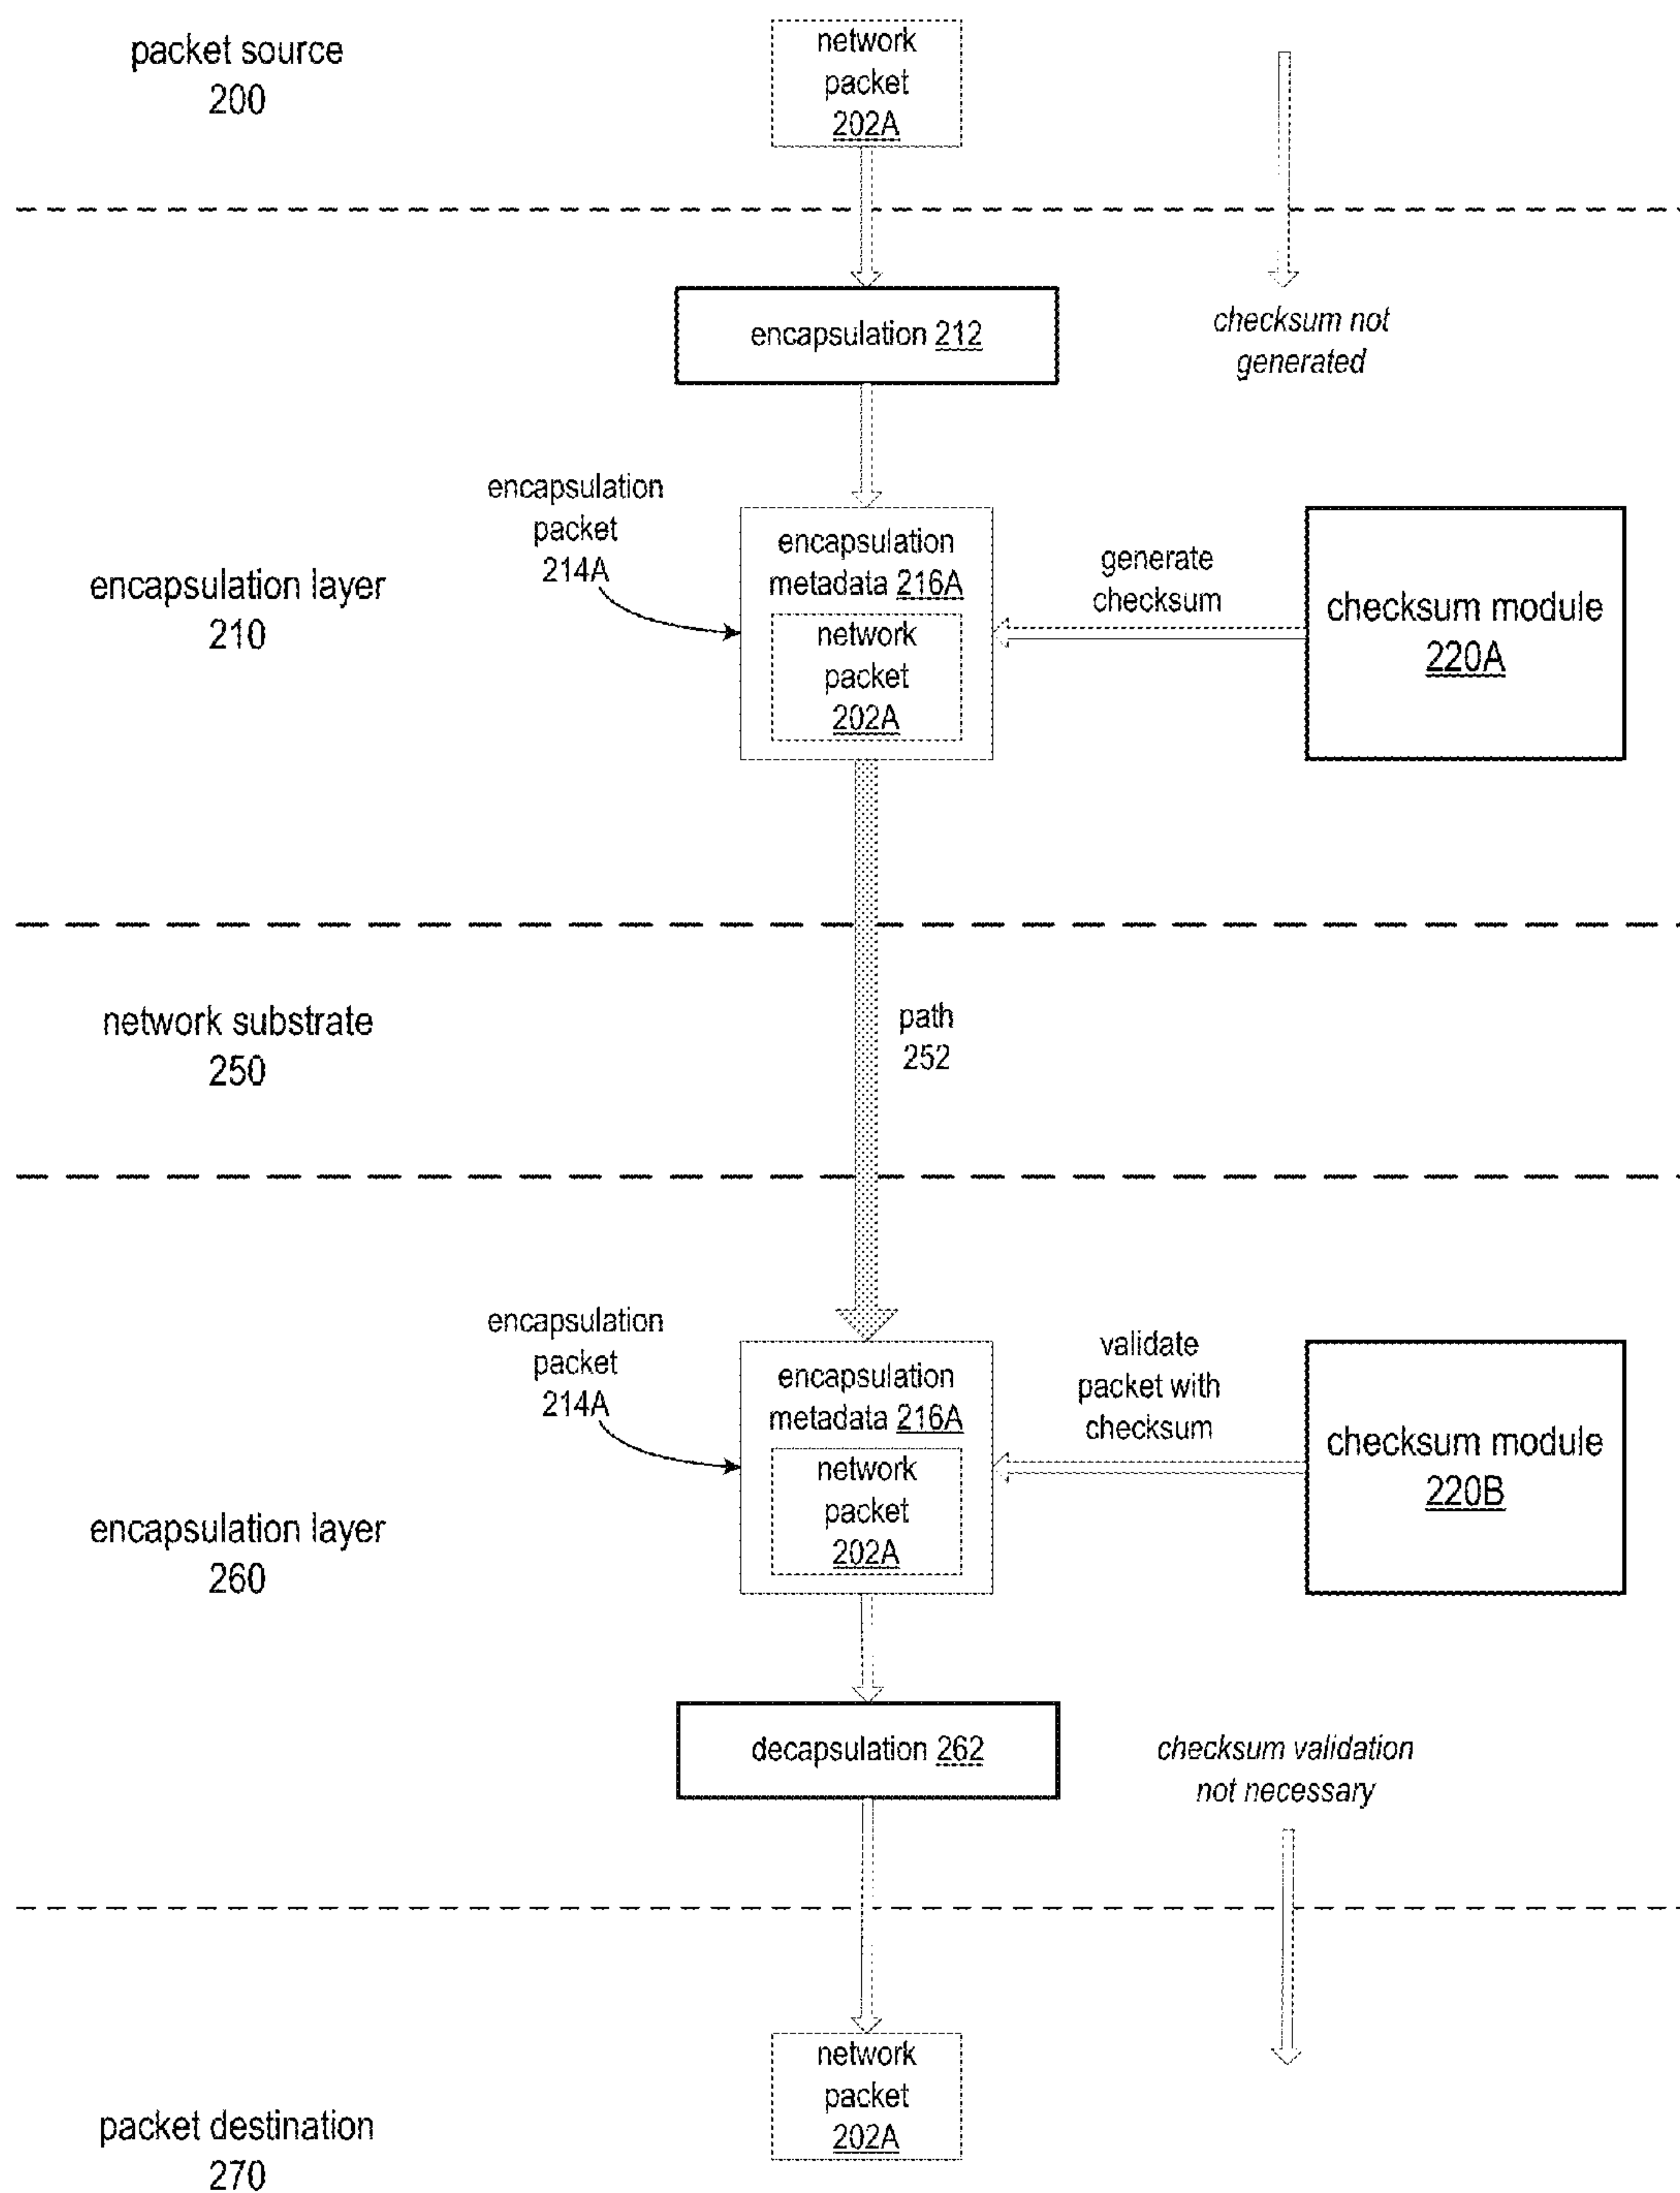 packet source
200
network
packet
202A
encapsulation 212
checksum not
generated
encapsulation
packet
214A
encapsulation layer
210
encapsulation
metadata 216A
network
packet
202A
generate
checksum
checksum module
220A
network substrate
250
path
252
encapsulation
packet
214A
encapsulation layer
260
encapsulation
metadata 216A
network
packet
202A
validate
packet with
checksum
checksum module
220B
decapsulation 262
checksum validation
not necessary
network
packet
202A
packet destination
270